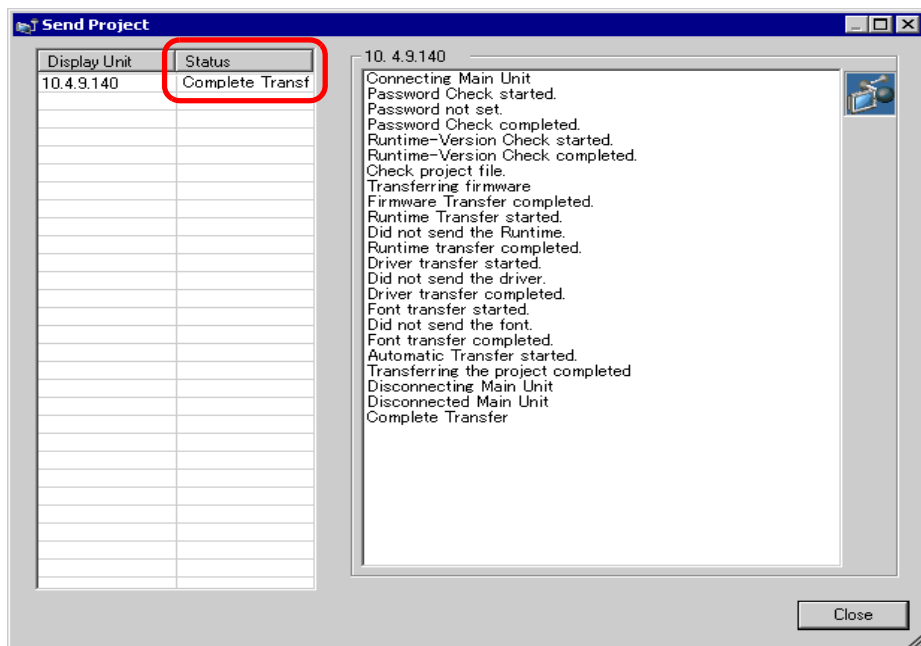 Send Project
Display Unit Status
10.4.9.140 Complete Transf
10. 4.9.140
Connecting Main Unit
Password Check started.
Password not set.
Password Check completed.
Runtime-Version Check started.
Runtime-Version Check completed.
Check project file.
Transferring firmware
Firmware Transfer completed.
Runtime Transfer started.
Did not send the Runtime.
Runtime transfer completed.
Driver transfer started.
Did not send the driver.
Driver transfer completed.
Font transfer started.
Did not send the font.
Font transfer completed.
Automatic Transfer started.
Transferring the project completed
Disconnecting Main Unit
Disconnected Main Unit
Complete Transfer
Close